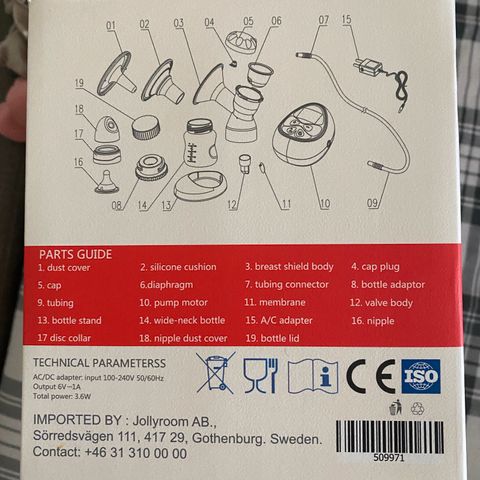 01 02 04 05 06 07 15
03
19
18
17
16
08 14 13 12 11 10 09
PARTS GUIDE
1. dust cover 2. silicone cushion 3. breast shield body 4. cap plug
5. cap 6.diaphragm 7. tubing connector 8. bottle adaptor
9. tubing 10. pump motor 11. membrane 12. valve body
13. bottle stand 14. wide-neck bottle 15. A/C adapter 16. nipple
17 disc collar 18. nipple dust cover 19. bottle lid
TECHNICAL PARAMETERSS
AC/DC adapter: input 100-240V 50/60Hz
Output 6V⎓1A
Total power: 3.6W
CE ISO
IMPORTED BY : Jollyroom AB.,
Sörredsvägen 111, 417 29, Gothenburg. Sweden.
Contact: +46 31 310 00 00
509971